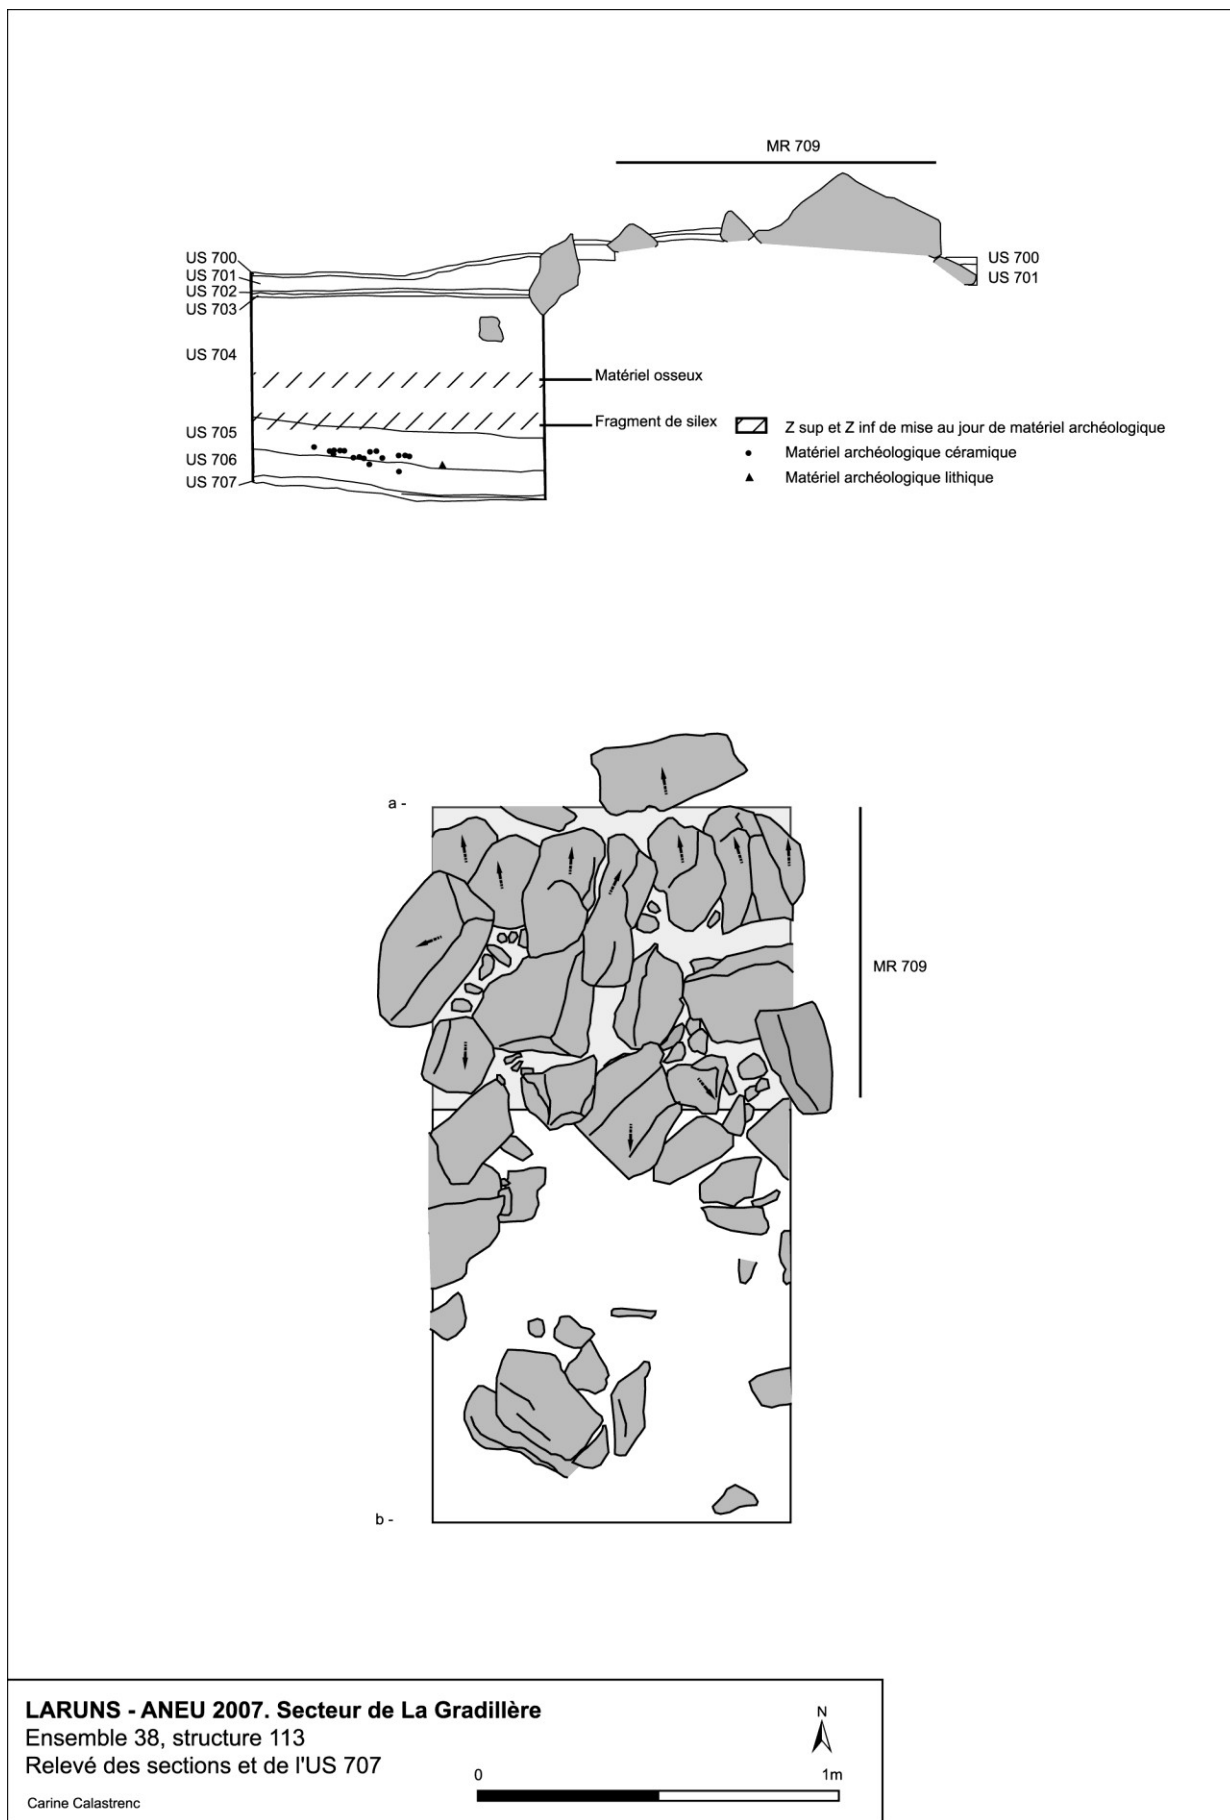 MR 709
US 700
US 701
US 702
US 703
US 704
US 705
US 706
US 707
US 700
US 701
Matériel osseux
Fragment de silex
Z sup et Z inf de mise au jour de matériel archéologique
Matériel archéologique céramique
Matériel archéologique lithique
a -
MR 709
b -
LARUNS - ANEU 2007. Secteur de La Gradillère
Ensemble 38, structure 113
Relevé des sections et de l'US 707
Carine Calastrenc
0
1m
N